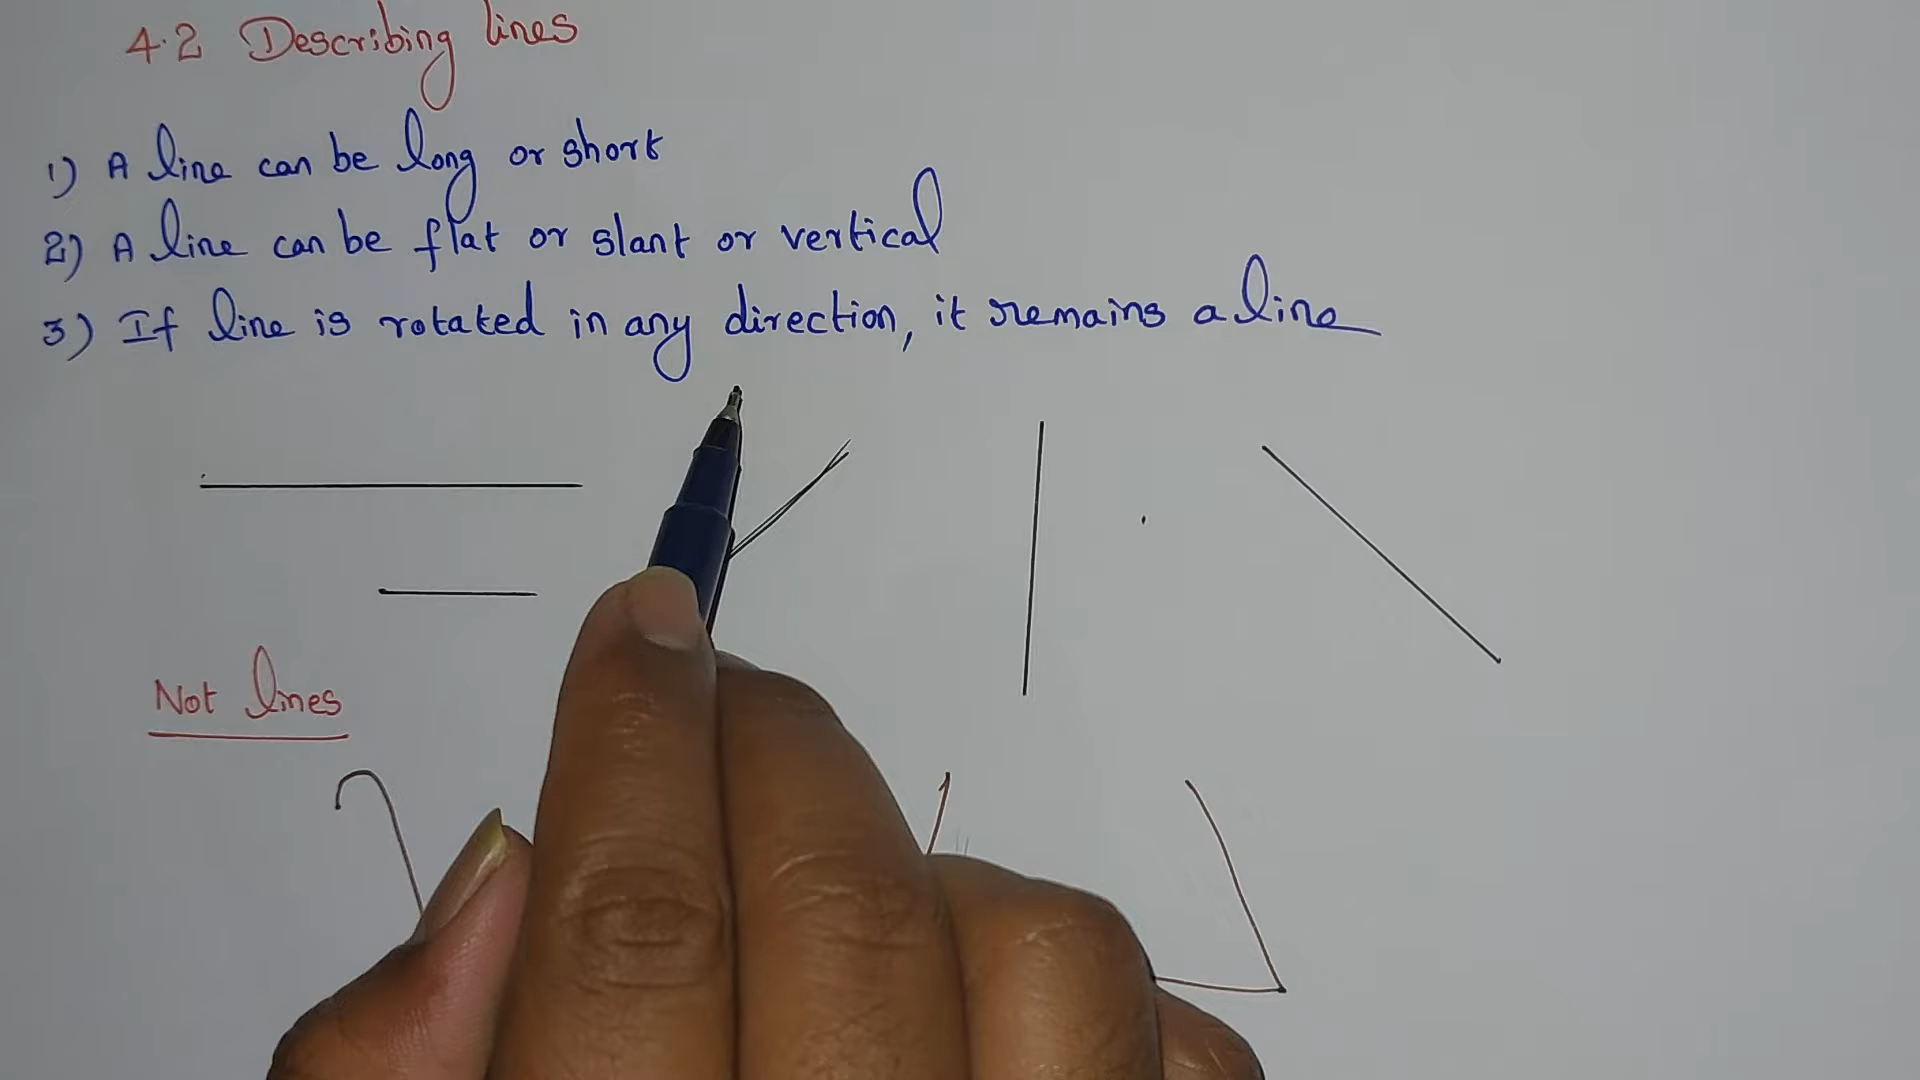 4.2 Describing lines
1) A line can be long or short
2) A line can be flat or slant or vertical
3) If line is rotated in any direction, it remains a line
Not lines